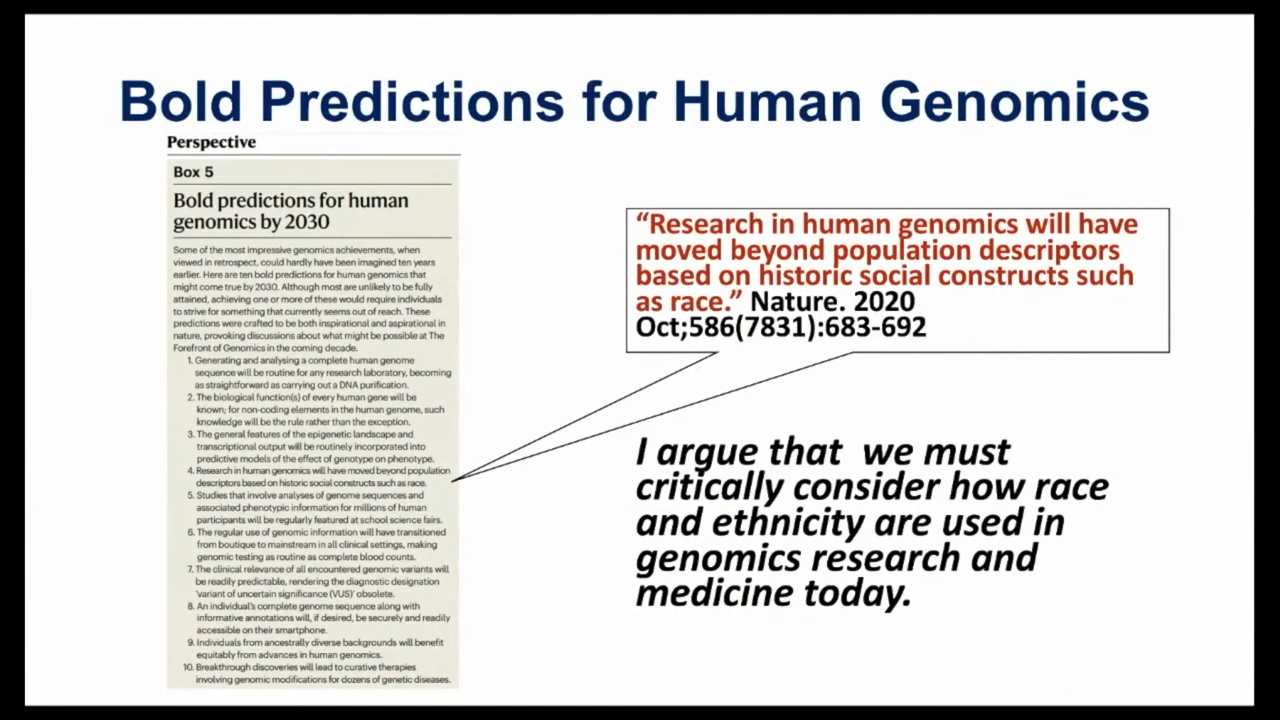 Bold Predictions for Human Genomics
Perspective
Box 5
Bold predictions for human
genomics by 2030
Some of the most impressive genomics achievements, when
viewed in retrospect, could hardly have been imagined ten years
earlier. Here are ten bold predictions for human genomics that
might come true by 2030. Although most are unlikely to be fully
attained, achieving one or more of these would require individuals
to strive for something that currently seems out of reach. These
predictions were crafted to be both inspirational and aspirational in
nature, provoking discussions about what might be possible at The
Forefront of Genomics in the coming decade.
1. Generating and analysing a complete human genome
sequence will be routine for any research laboratory, becoming
as straightforward as carrying out a DNA purification.
2. The biological function(s) of every human gene will be
known; for non-coding elements in the human genome, such
knowledge will be the rule rather than the exception.
3. The general features of the epigenetic landscape and
transcriptional output will be routinely incorporated into
predictive models of the effect of genotype on phenotype.
4. Research in human genomics will have moved beyond population
descriptors based on historic social constructs such as race.
5. Studies that involve analyses of genome sequences and
associated phenotypic information for millions of human
participants will be regularly featured at school science fairs.
6. The regular use of genomic information will have transitioned
from boutique to mainstream in all clinical settings, making
genomic testing as routine as complete blood counts.
7. The clinical relevance of all encountered genomic variants will
be readily predictable, rendering the diagnostic designation
'variant of uncertain significance (VUS)' obsolete.
8. An individual's complete genome sequence along with
informative annotations will, if desired, be securely and readily
accessible on their smartphone.
9. Individuals from ancestrally diverse backgrounds will benefit
equitably from advances in human genomics.
10. Breakthrough discoveries will lead to curative therapies
involving genomic modifications for dozens of genetic diseases.
“Research in human genomics will have
moved beyond population descriptors
based on historic social constructs such
as race.” Nature. 2020
Oct;586(7831):683-692
I argue that we must
critically consider how race
and ethnicity are used in
genomics research and
medicine today.